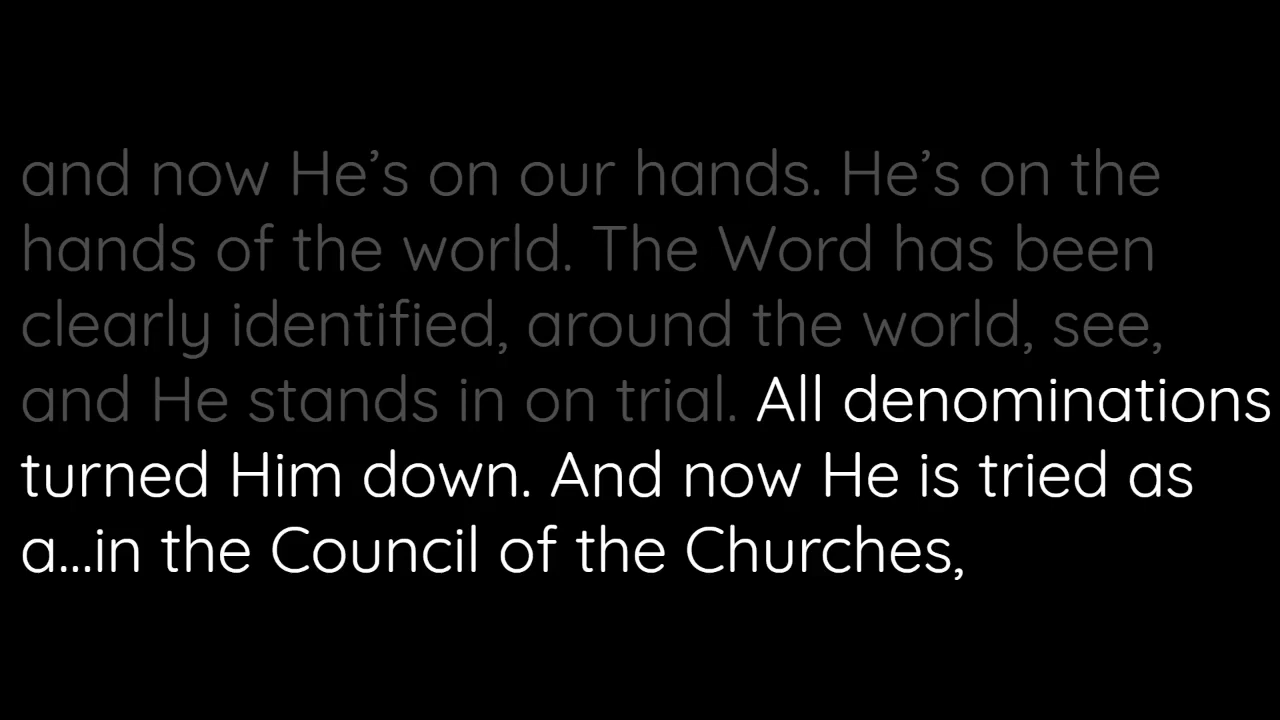 and now He’s on our hands. He’s on the
hands of the world. The Word has been
clearly identified, around the world, see,
and He stands in on trial. All denominations
turned Him down. And now He is tried as
a...in the Council of the Churches,